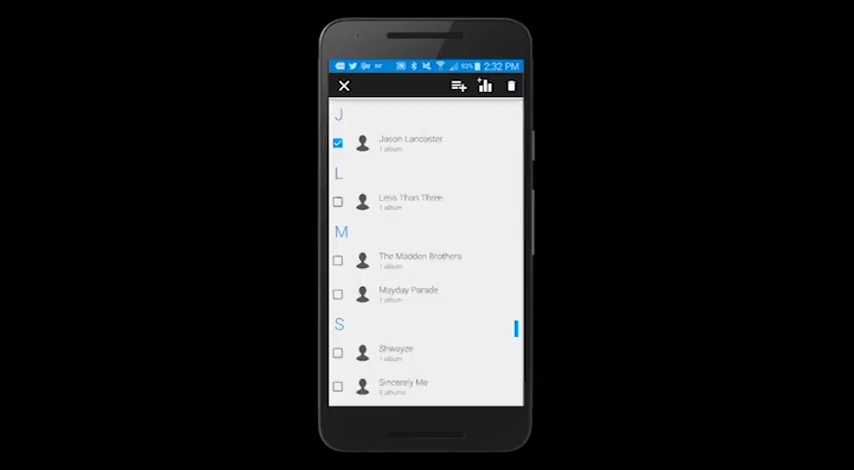 92% 2:32 PM
J
Jason Lancaster
1 album
L
Less Than Three
1 album
M
The Madden Brothers
1 album
Mayday Parade
1 album
S
Shwayze
1 album
Sincerely Me